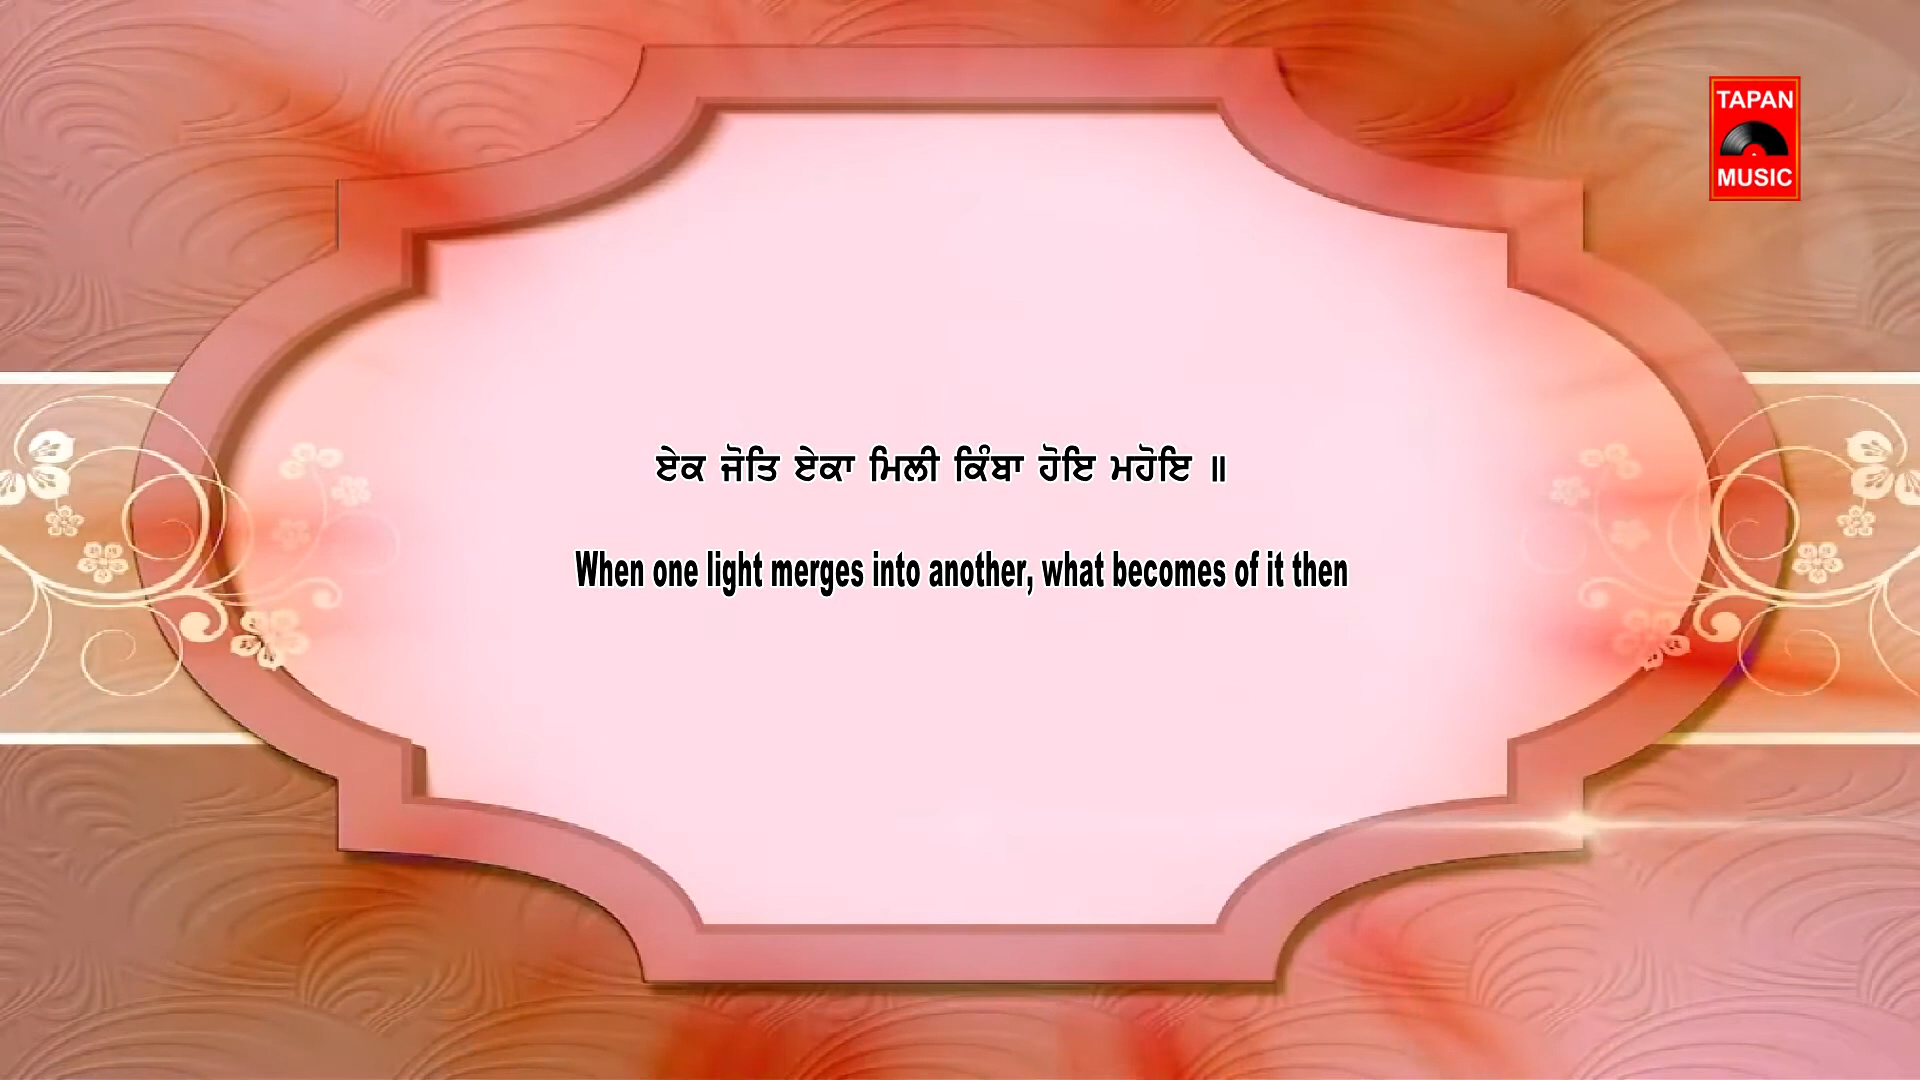 TAPAN
MUSIC
ਏਕ ਜੋਤਿ ਏਕਾ ਮਿਲੀ ਕਿੰਬਾ ਹੋਇ ਮਹੋਇ ॥
When one light merges into another, what becomes of it then